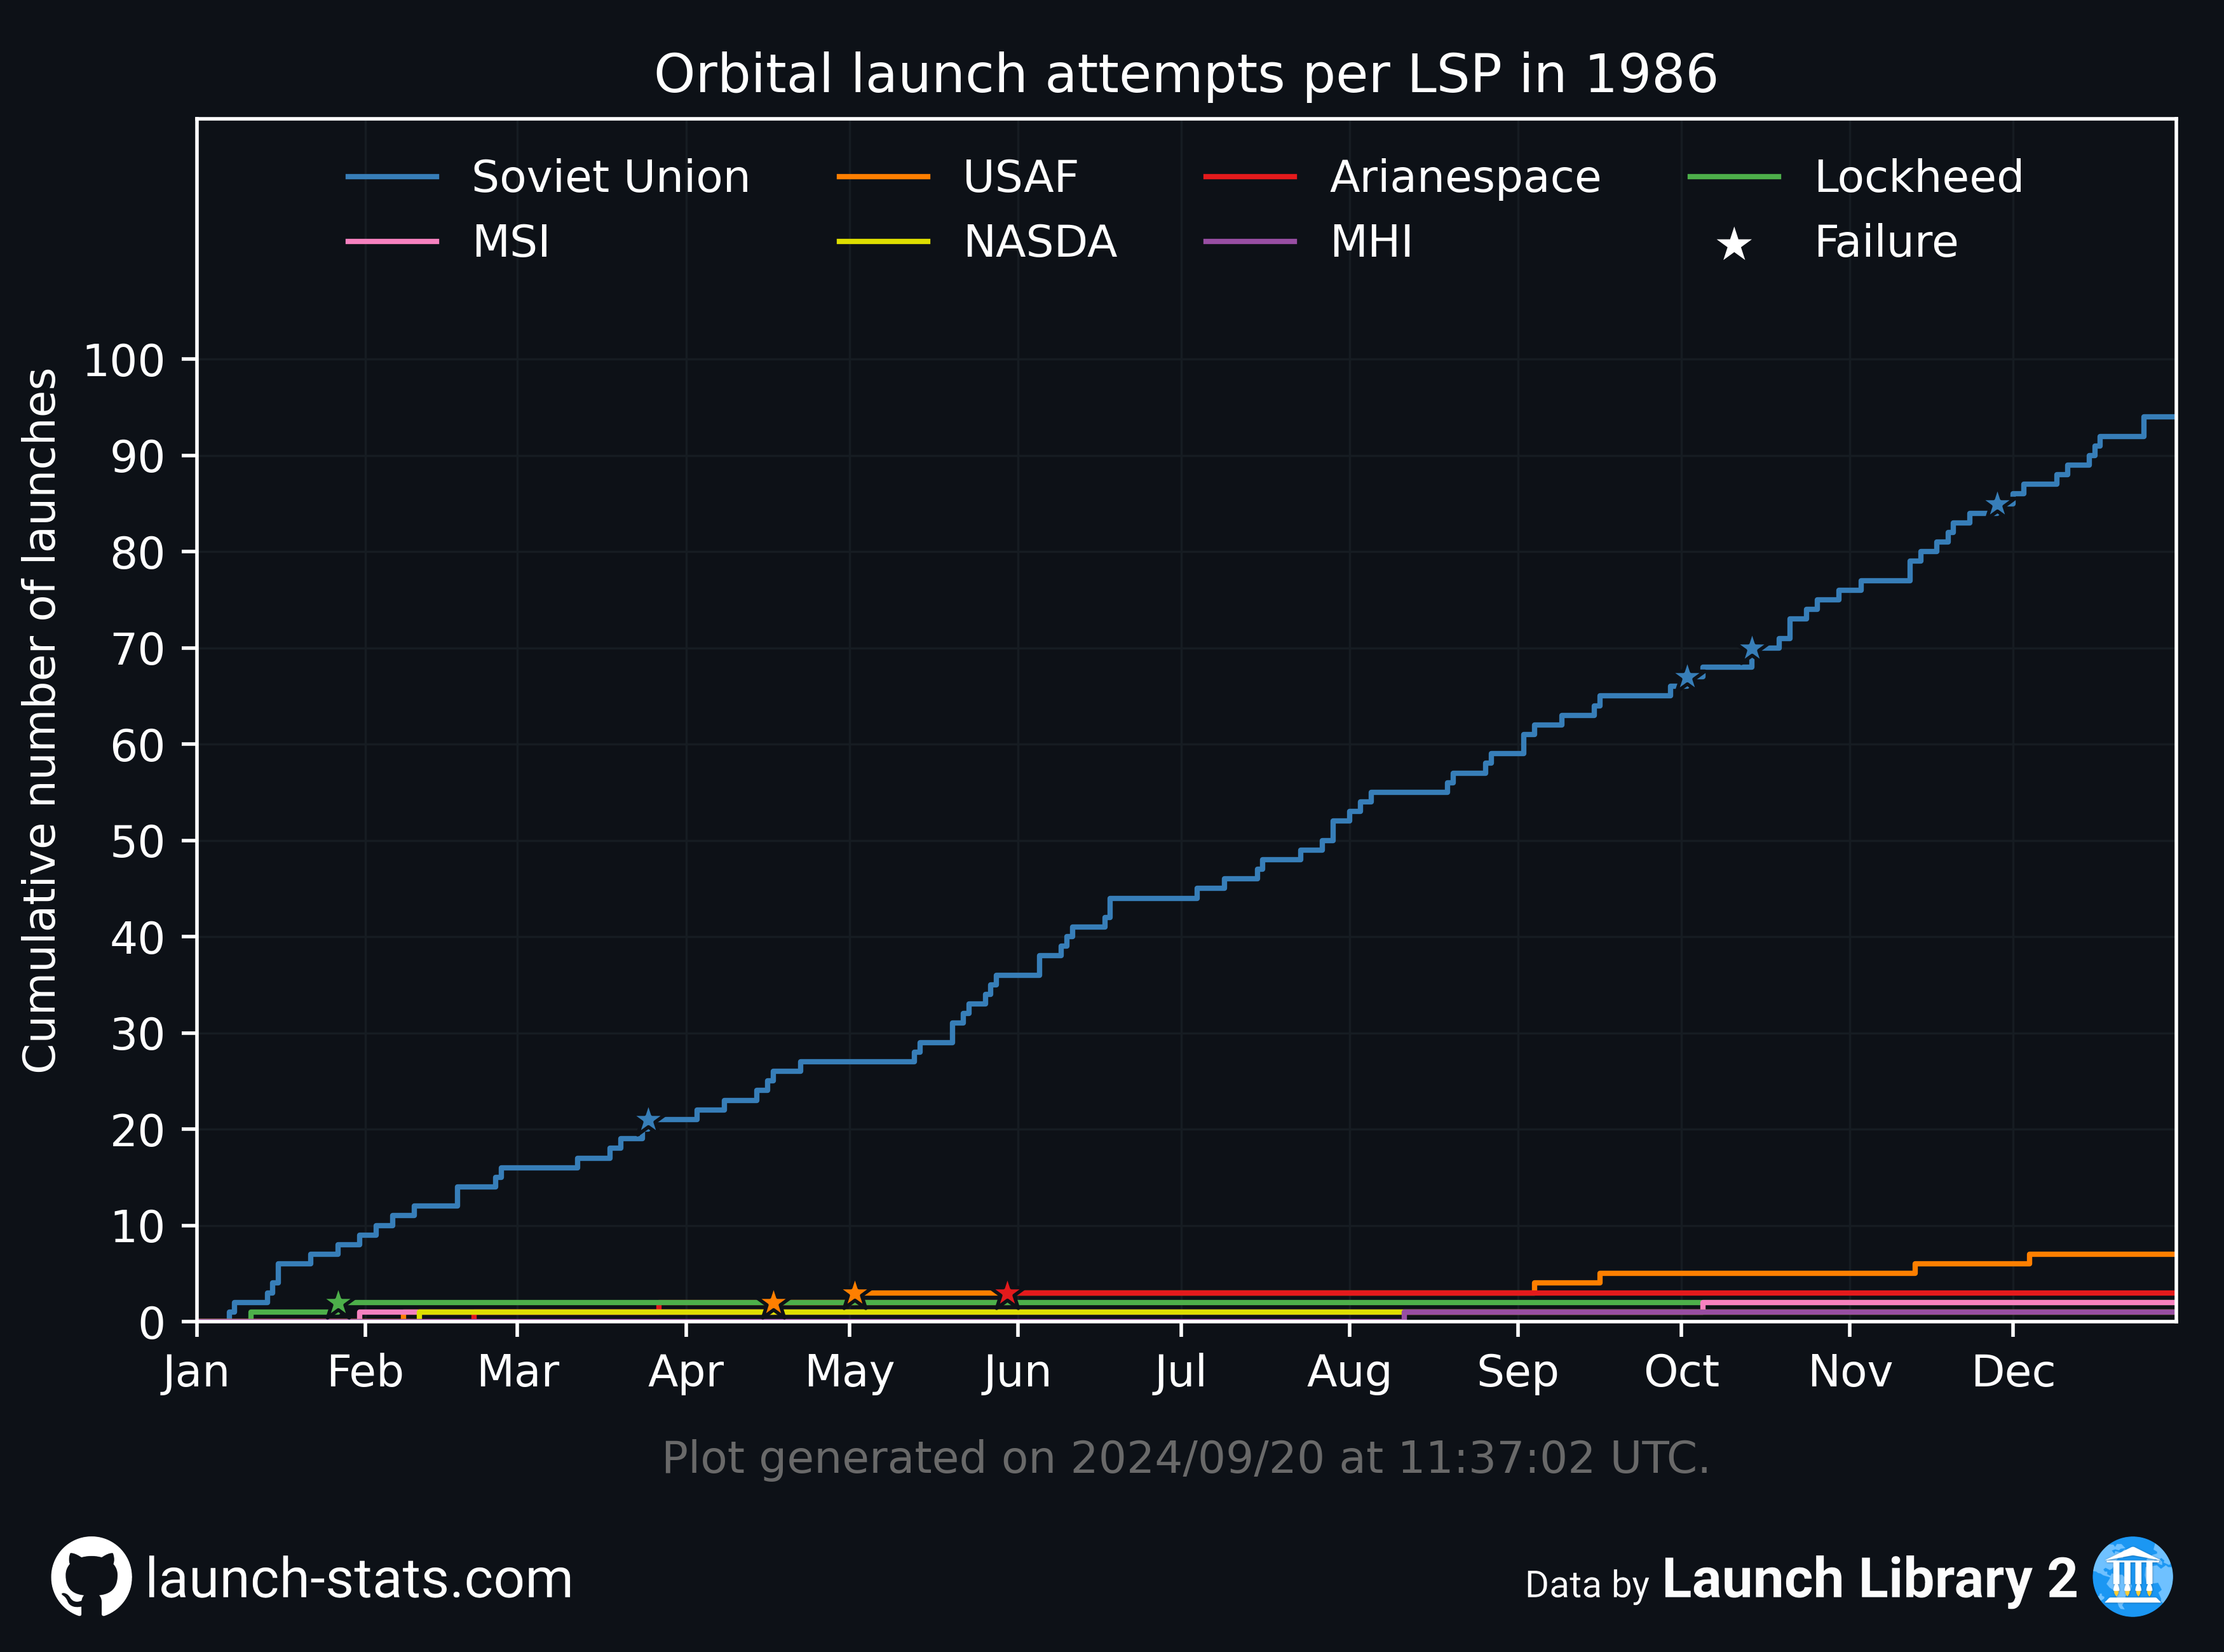 Orbital launch attempts per LSP in 1986
Soviet Union USAF Arianespace Lockheed
MSI NASDA MHI Failure
Cumulative number of launches
100
90
80
70
60
50
40
30
20
10
0
Jan Feb Mar Apr May Jun Jul Aug Sep Oct Nov Dec
Plot generated on 2024/09/20 at 11:37:02 UTC.
launch-stats.com
Data by Launch Library 2